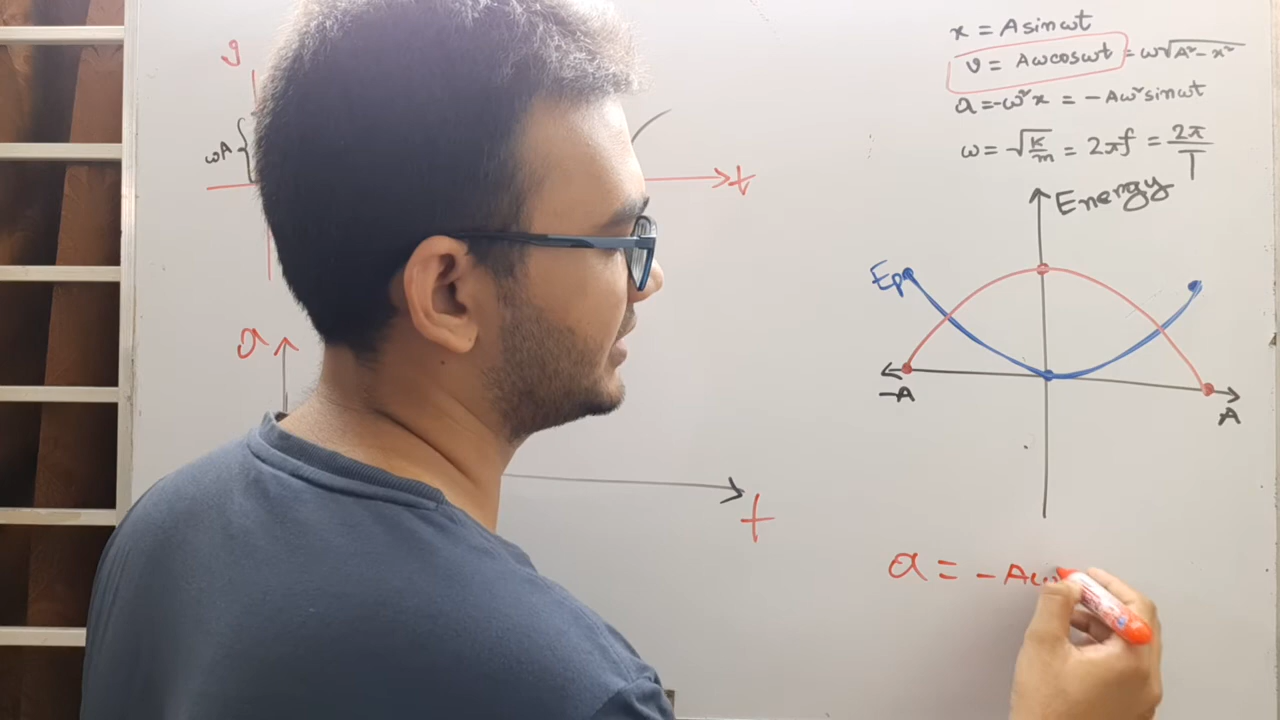 x = A sin ωt
v = Aω cos ωt = ω√A² - x²
a = -ω²x = -Aω² sin ωt
ω = √K/m = 2πf = 2π/T
ωA
t
Energy
Ep
-A
A
a
t
a = -Aω